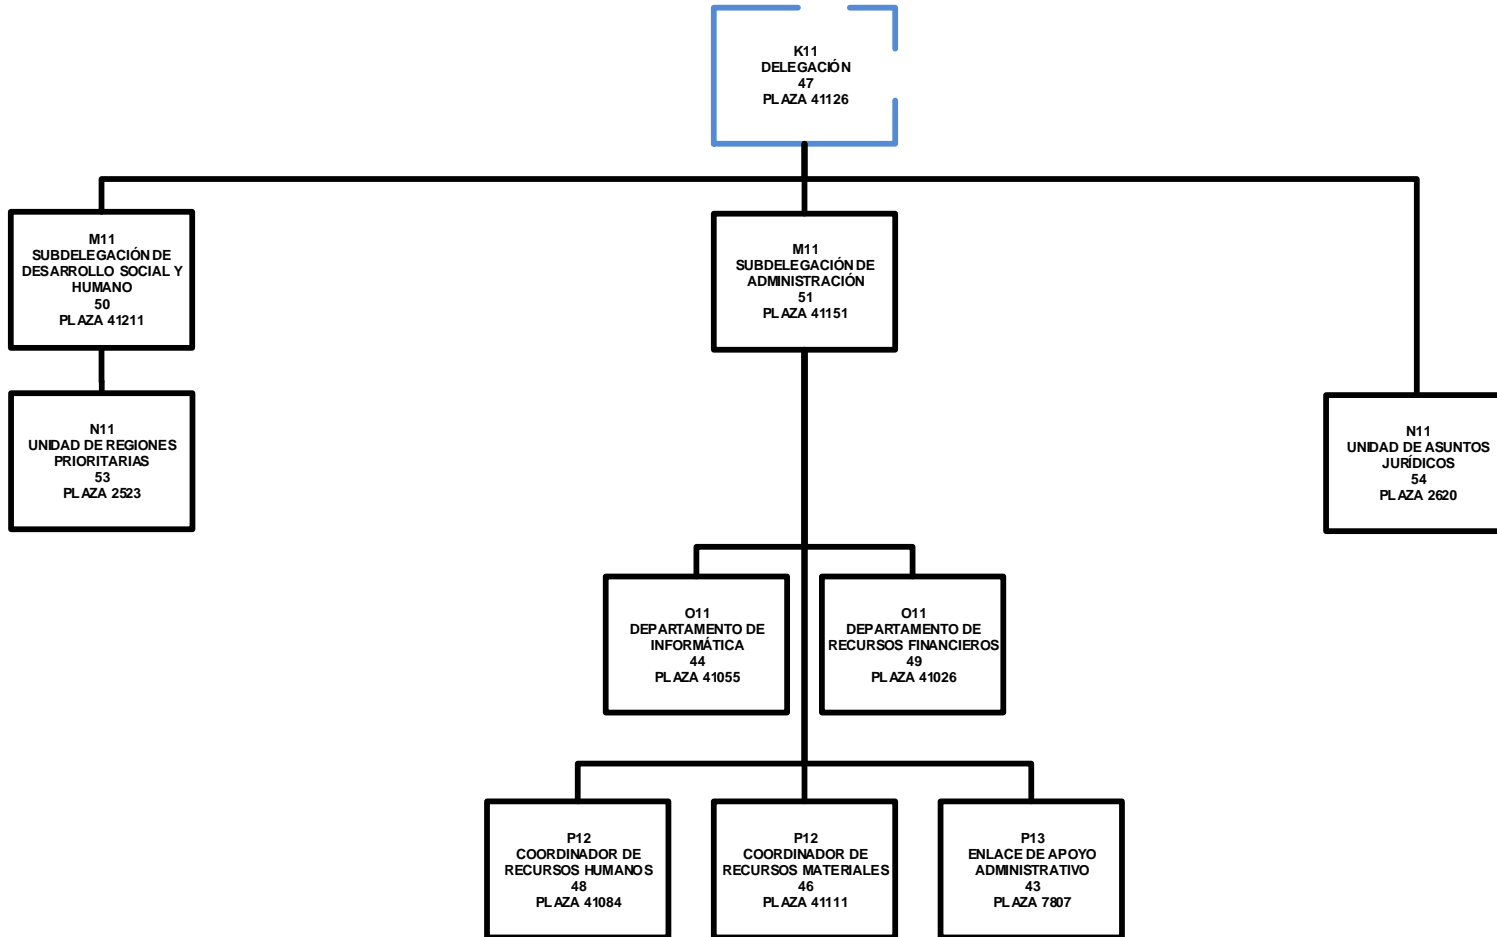 K11
DELEGACIÓN
47
PLAZA 41126
M11
SUBDELEGACIÓN DE
DESARROLLO SOCIAL Y
HUMANO
50
PLAZA 41211
M11
SUBDELEGACIÓN DE
ADMINISTRACIÓN
51
PLAZA 41151
N11
UNIDAD DE REGIONES
PRIORITARIAS
53
PLAZA 2523
N11
UNIDAD DE ASUNTOS
JURÍDICOS
54
PLAZA 2620
O11
DEPARTAMENTO DE
INFORMÁTICA
44
PLAZA 41055
O11
DEPARTAMENTO DE
RECURSOS FINANCIEROS
49
PLAZA 41026
P12
COORDINADOR DE
RECURSOS HUMANOS
48
PLAZA 41084
P12
COORDINADOR DE
RECURSOS MATERIALES
46
PLAZA 41111
P13
ENLACE DE APOYO
ADMINISTRATIVO
43
PLAZA 7807